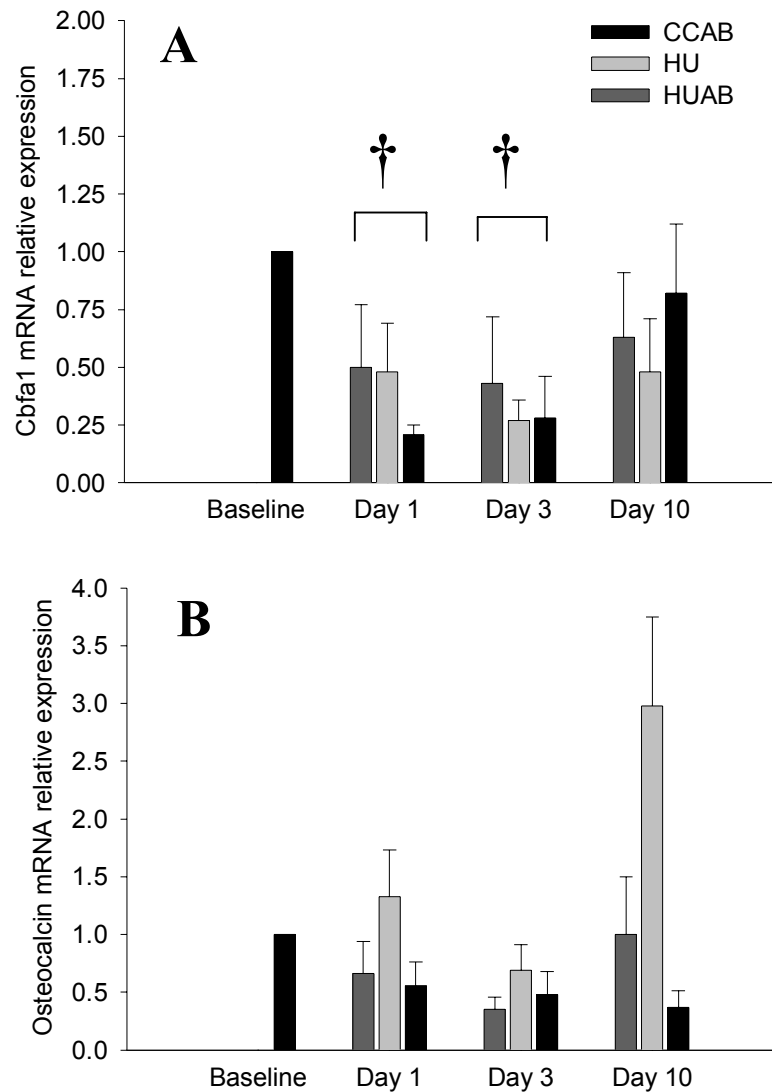 A
CCAB
HU
HUAB
Cbfa1 mRNA relative expression
2.00
1.75
1.50
1.25
1.00
0.75
0.50
0.25
0.00
† †
Baseline Day 1 Day 3 Day 10
B
Osteocalcin mRNA relative expression
4.0
3.5
3.0
2.5
2.0
1.5
1.0
0.5
0.0
Baseline Day 1 Day 3 Day 10